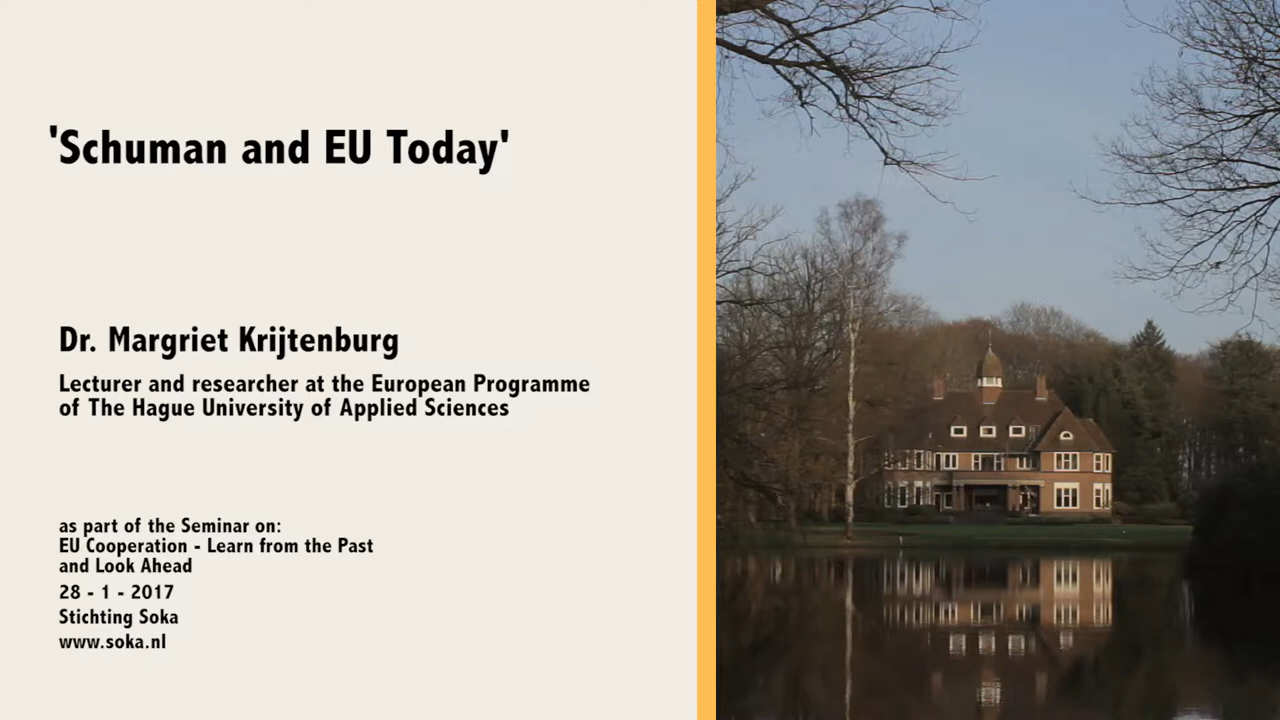 'Schuman and EU Today'
Dr. Margriet Krijtenburg
Lecturer and researcher at the European Programme
of The Hague University of Applied Sciences
as part of the Seminar on:
EU Cooperation - Learn from the Past
and Look Ahead
28 - 1 - 2017
Stichting Soka
www.soka.nl